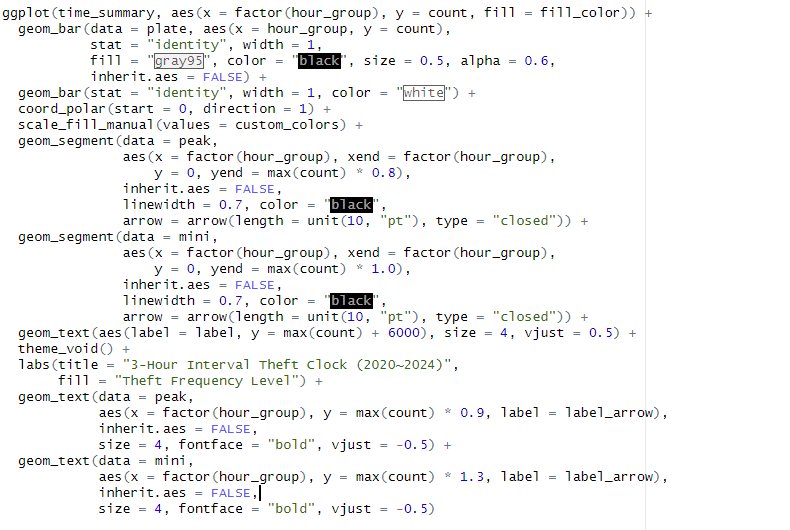 ggplot(time_summary, aes(x = factor(hour_group), y = count, fill = fill_color)) +
  geom_bar(data = plate, aes(x = hour_group, y = count),
           stat = "identity", width = 1,
           fill = "gray95", color = "black", size = 0.5, alpha = 0.6,
           inherit.aes = FALSE) +
  geom_bar(stat = "identity", width = 1, color = "white") +
  coord_polar(start = 0, direction = 1) +
  scale_fill_manual(values = custom_colors) +
  geom_segment(data = peak,
               aes(x = factor(hour_group), xend = factor(hour_group),
                   y = 0, yend = max(count) * 0.8),
               inherit.aes = FALSE,
               linewidth = 0.7, color = "black",
               arrow = arrow(length = unit(10, "pt"), type = "closed")) +
  geom_segment(data = mini,
               aes(x = factor(hour_group), xend = factor(hour_group),
                   y = 0, yend = max(count) * 1.0),
               inherit.aes = FALSE,
               linewidth = 0.7, color = "black",
               arrow = arrow(length = unit(10, "pt"), type = "closed")) +
  geom_text(aes(label = label, y = max(count) + 6000), size = 4, vjust = 0.5) +
  theme_void() +
  labs(title = "3-Hour Interval Theft Clock (2020~2024)",
       fill = "Theft Frequency Level") +
  geom_text(data = peak,
            aes(x = factor(hour_group), y = max(count) * 0.9, label = label_arrow),
            inherit.aes = FALSE,
            size = 4, fontface = "bold", vjust = -0.5) +
  geom_text(data = mini,
            aes(x = factor(hour_group), y = max(count) * 1.3, label = label_arrow),
            inherit.aes = FALSE,
            size = 4, fontface = "bold", vjust = -0.5)